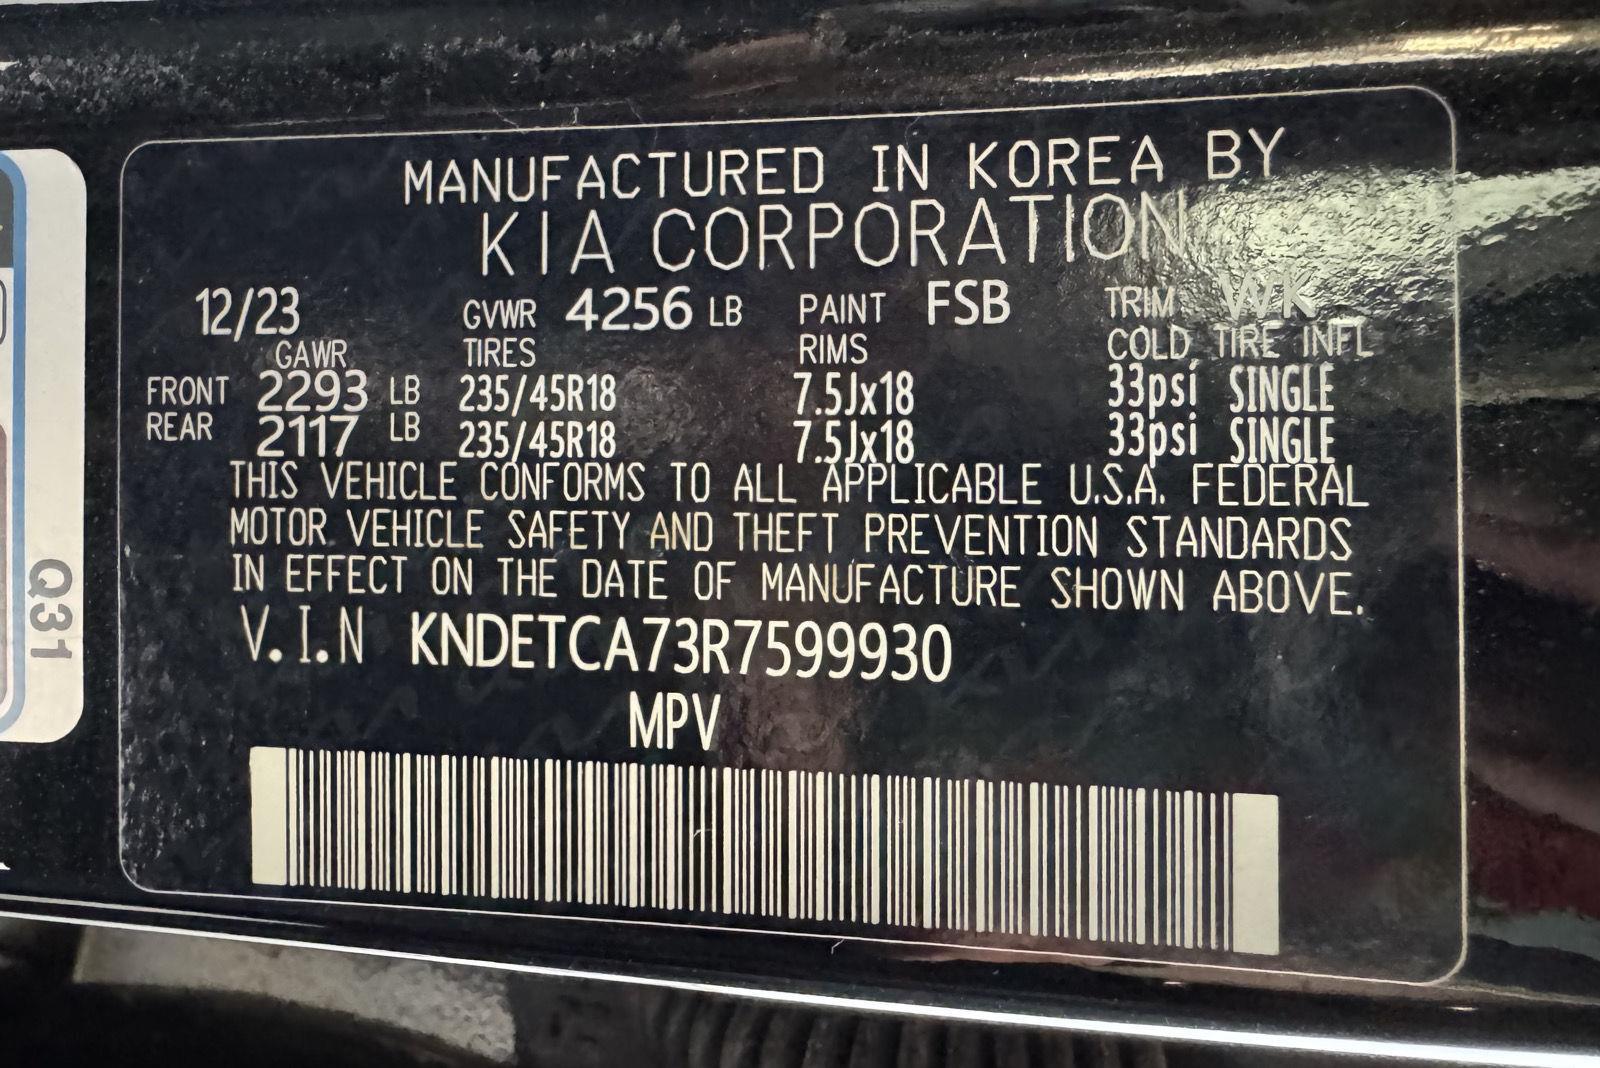 MANUFACTURED IN KOREA BY
KIA CORPORATION
12/23 GVWR 4256 LB PAINT FSB TRIM WK
GAWR TIRES RIMS COLD TIRE INFL
FRONT 2293 LB 235/45R18 7.5Jx18 33psi SINGLE
REAR 2117 LB 235/45R18 7.5Jx18 33psi SINGLE
THIS VEHICLE CONFORMS TO ALL APPLICABLE U.S.A. FEDERAL
MOTOR VEHICLE SAFETY AND THEFT PREVENTION STANDARDS
IN EFFECT ON THE DATE OF MANUFACTURE SHOWN ABOVE.
V.I.N KNDETCA73R7599930
MPV
Q31